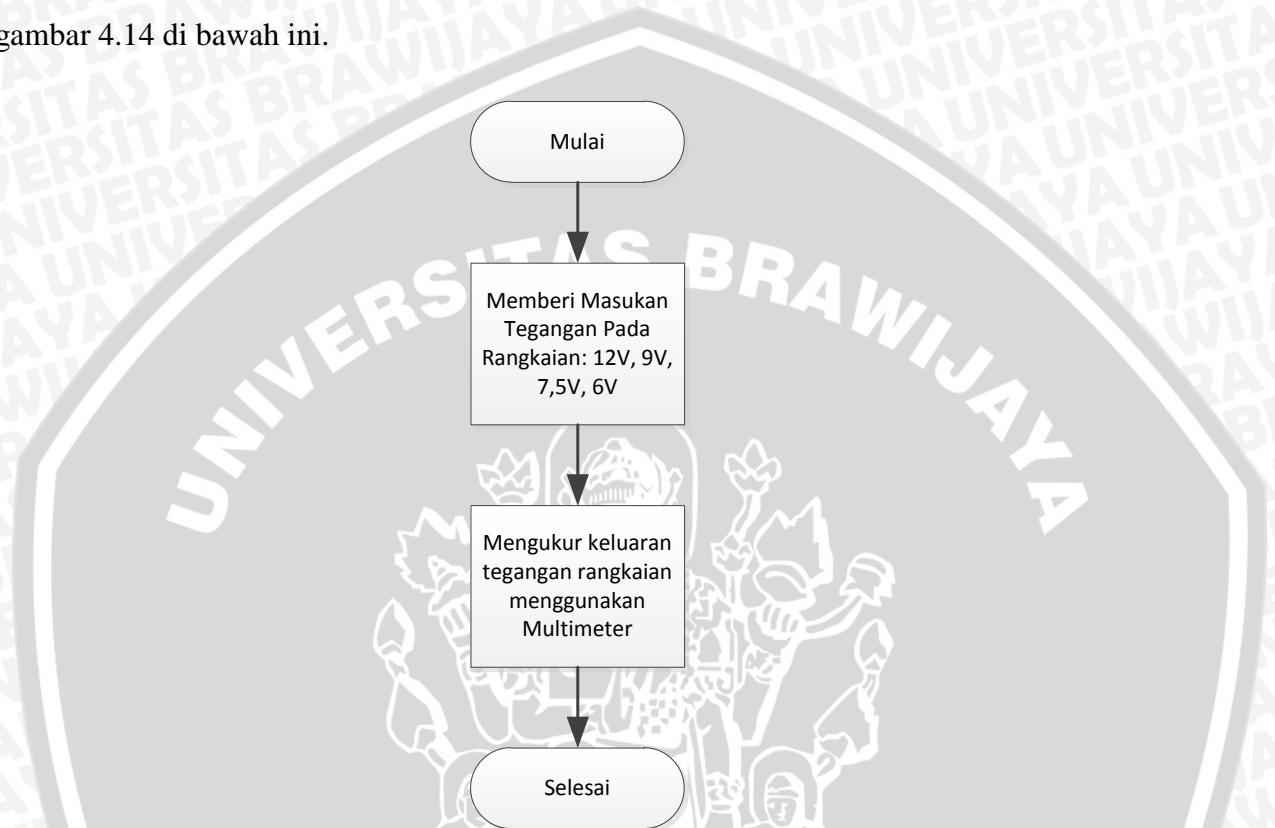 gambar 4.14 di bawah ini.
Mulai
UNIVERSITAS BRAWIJAYA
Memberi Masukan
Tegangan Pada
Rangkaian: 12V, 9V,
7,5V, 6V
Mengukur keluaran
tegangan rangkaian
menggunakan
Multimeter
Selesai